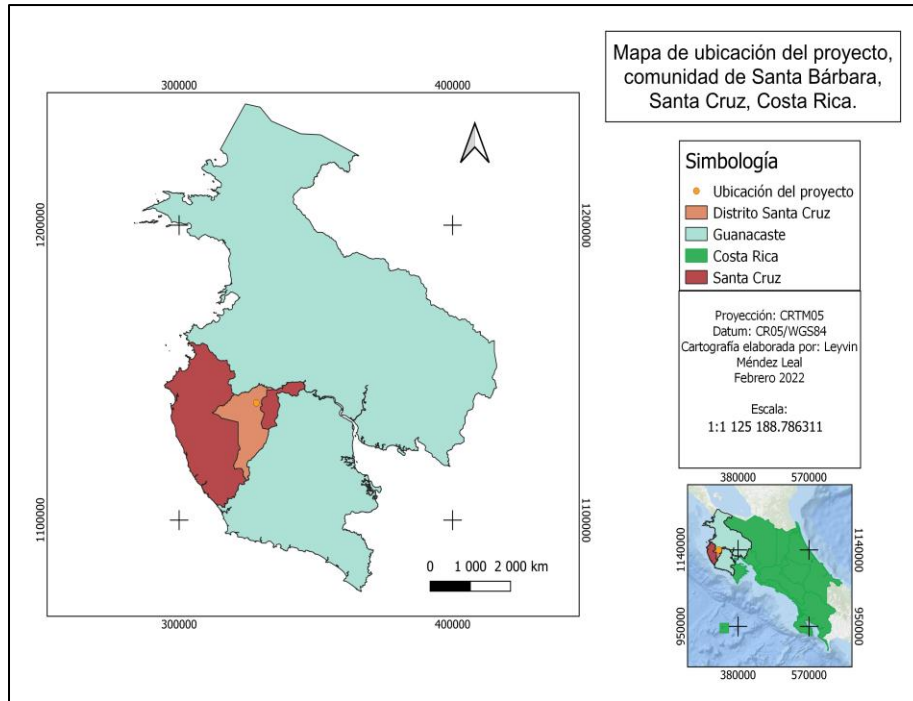 Mapa de ubicación del proyecto,
comunidad de Santa Bárbara,
Santa Cruz, Costa Rica.
300000
400000
1200000
1200000
1100000
1100000
0 1 000 2 000 km
300000
400000
Simbología
Ubicación del proyecto
Distrito Santa Cruz
Guanacaste
Costa Rica
Santa Cruz
Proyección: CRTM05
Datum: CR05/WGS84
Cartografía elaborada por: Leyvin
Méndez Leal
Febrero 2022
Escala:
1:1 125 188.786311
380000
570000
1140000
1140000
950000
950000
380000
570000